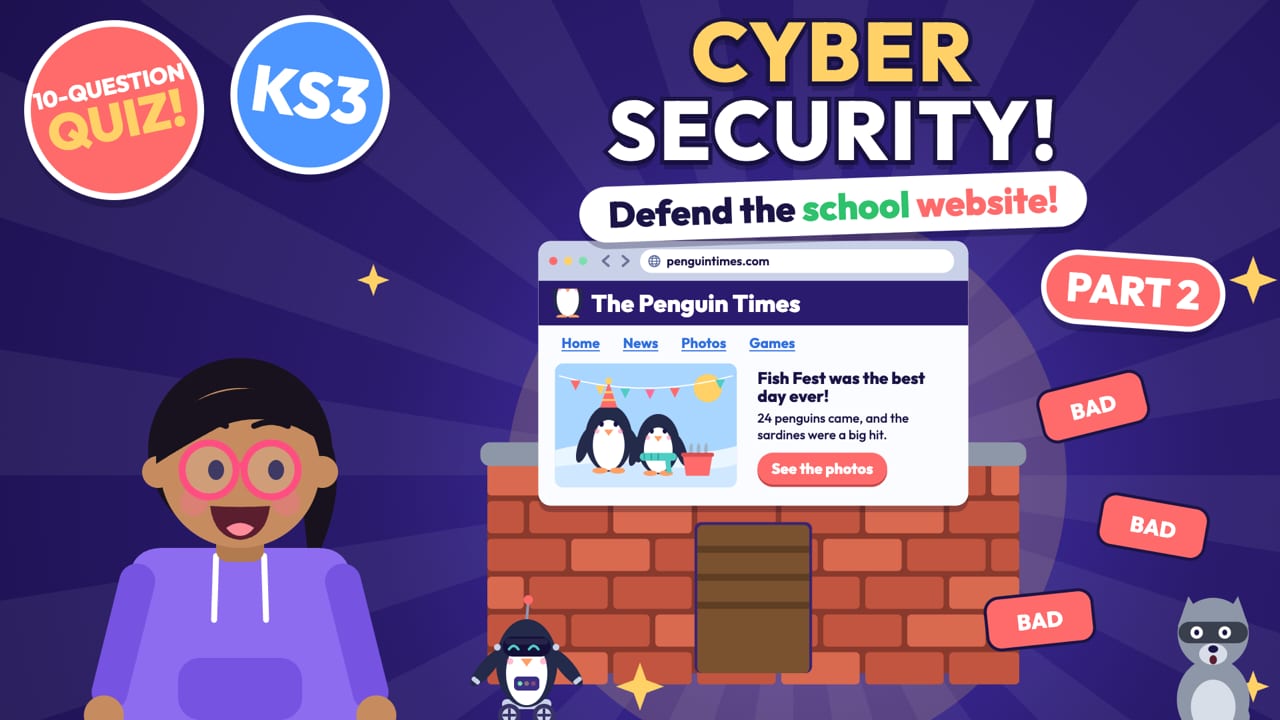 10-QUESTION
QUIZ!
KS3
CYBER
SECURITY!
Defend the school website!
penguintimes.com
The Penguin Times
Home News Photos Games
Fish Fest was the best
day ever!
24 penguins came, and the
sardines were a big hit.
See the photos
PART 2
BAD
BAD
BAD